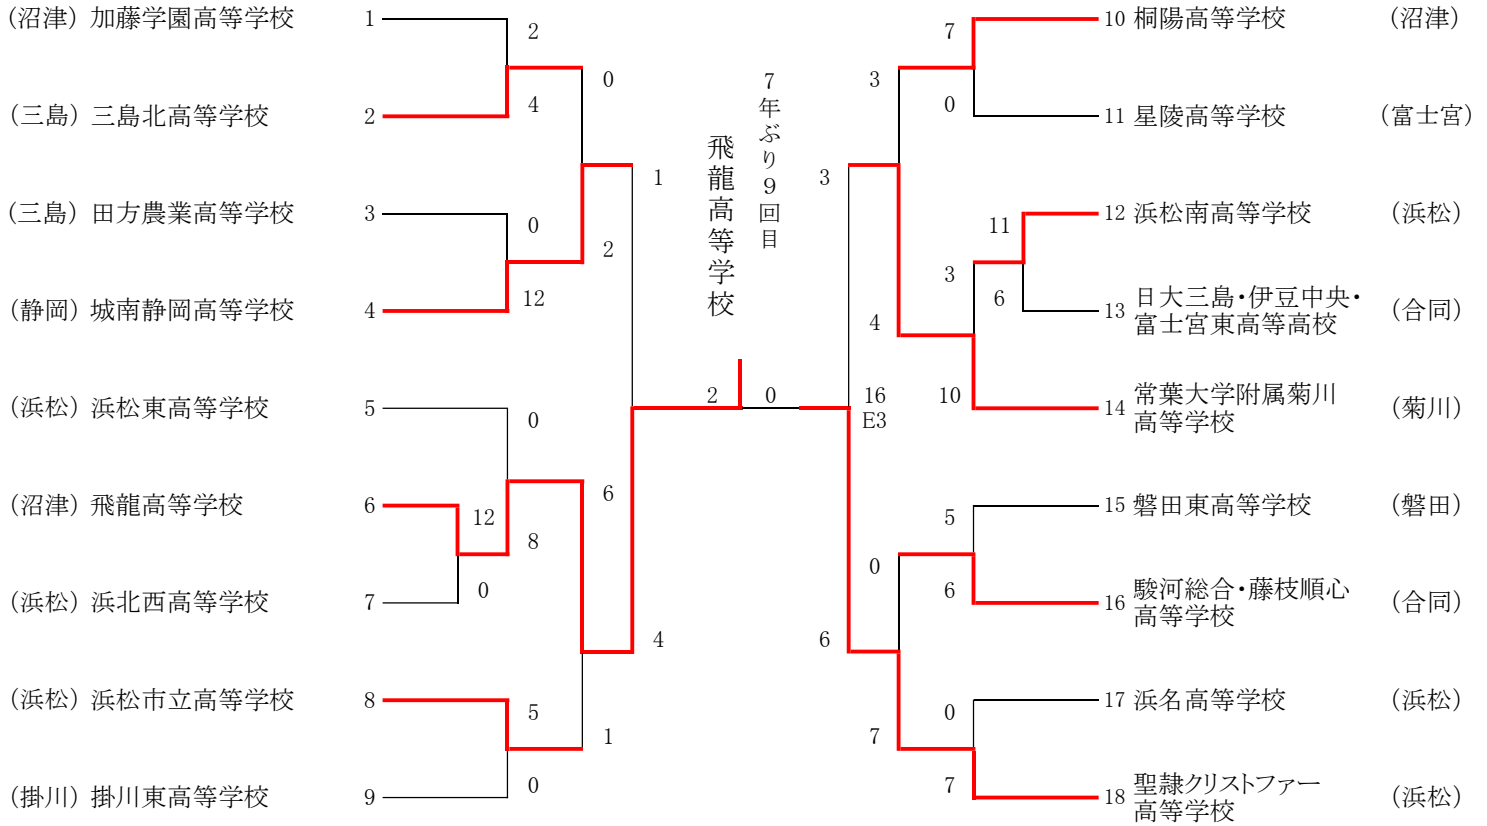 (沼津) 加藤学園高等学校 1
2
(三島) 三島北高等学校 2
4
0
(三島) 田方農業高等学校 3
0
(静岡) 城南静岡高等学校 4
12
2
1
(浜松) 浜松東高等学校 5
0
(沼津) 飛龍高等学校 6
12
8
6
(浜松) 浜北西高等学校 7
0
4
(浜松) 浜松市立高等学校 8
5
1
(掛川) 掛川東高等学校 9
0
飛龍高等学校
7年ぶり9回目
2 0
10 桐陽高等学校 (沼津)
7
3
0
11 星陵高等学校 (富士宮)
3
12 浜松南高等学校 (浜松)
11
3
6
13 日大三島・伊豆中央・
富士宮東高等高校 (合同)
4
16
E3
10
14 常葉大学附属菊川
高等学校 (菊川)
15 磐田東高等学校 (磐田)
5
0
6
16 駿河総合・藤枝順心
高等学校 (合同)
6
17 浜名高等学校 (浜松)
0
7
7
18 聖隷クリストファー
高等学校 (浜松)